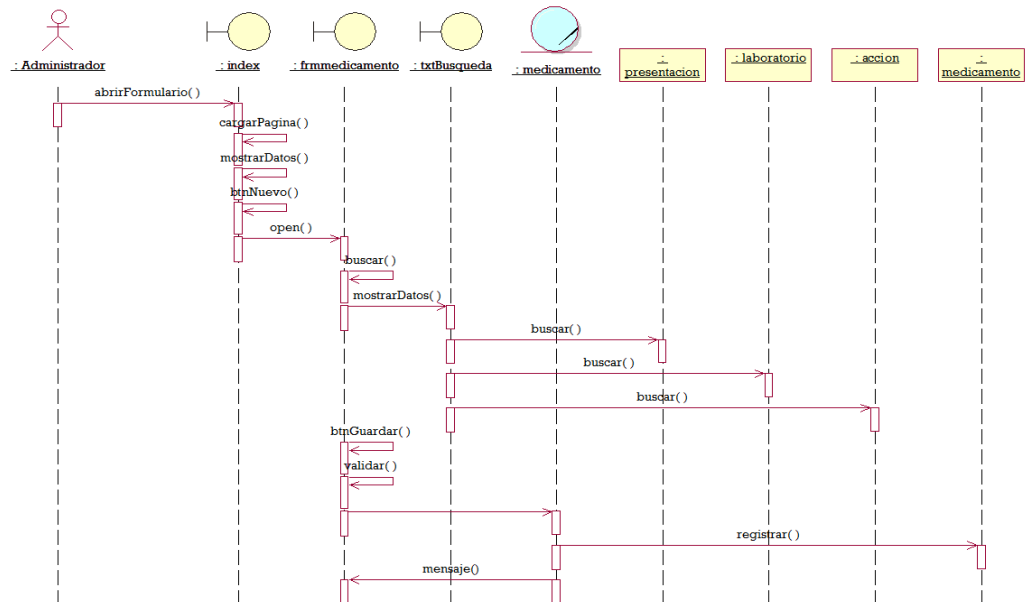 : Administrador
: index
: frmmedicamento
: txtBusqueda
: medicamento
:
presentacion
: laboratorio
: accion
:
medicamento
abrirFormulario( )
cargarPagina( )
mostrarDatos( )
btnNuevo( )
open( )
buscar( )
mostrarDatos( )
buscar( )
buscar( )
buscar( )
btnGuardar( )
validar( )
registrar( )
mensaje()